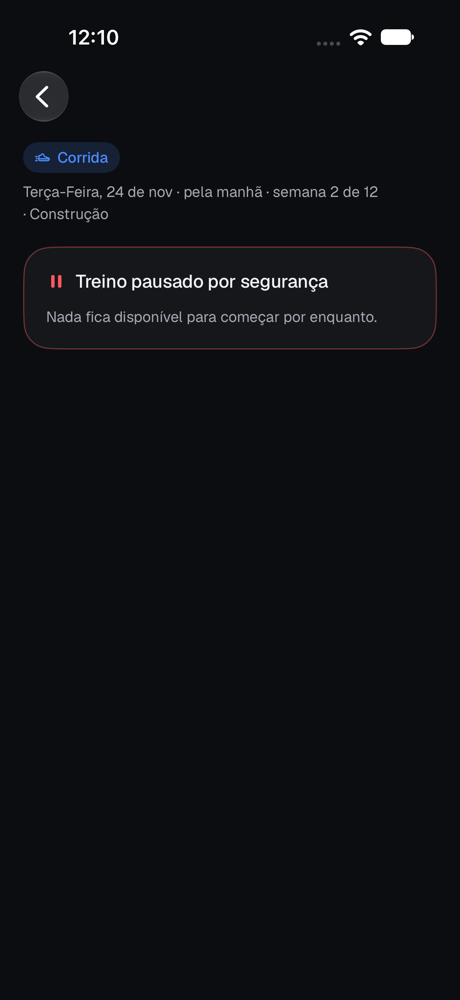 12:10
Corrida
Terça-Feira, 24 de nov · pela manhã · semana 2 de 12
· Construção
Treino pausado por segurança
Nada fica disponível para começar por enquanto.